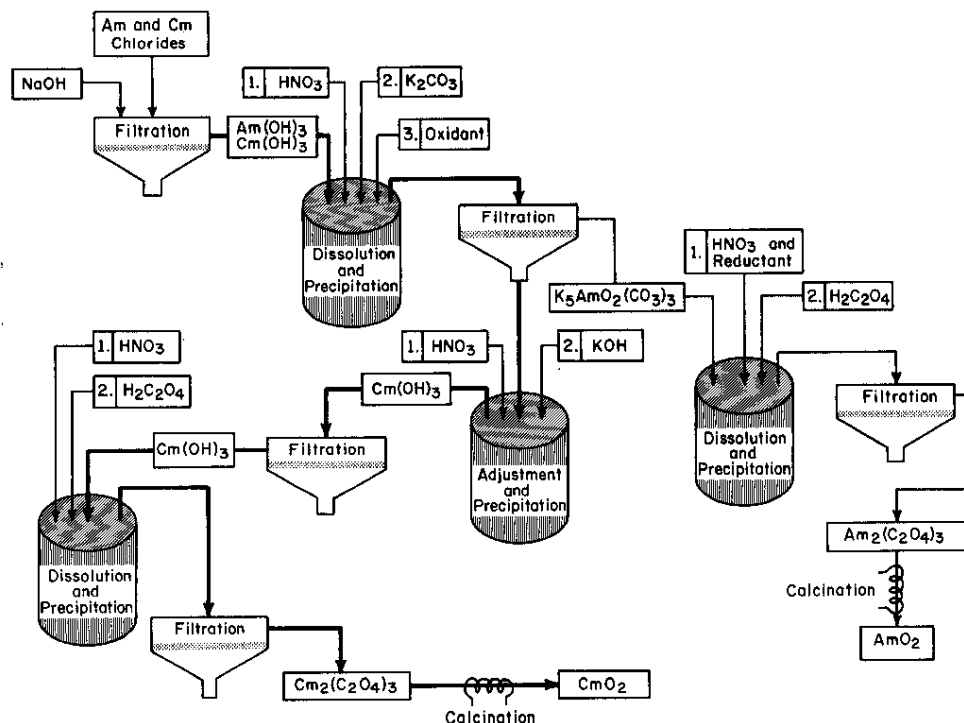 Am and Cm
Chlorides
NaOH
Filtration
Am(OH)3
Cm(OH)3
1. HNO3
2. K2CO3
3. Oxidant
Dissolution
and
Precipitation
Filtration
K5AmO2(CO3)3
1. HNO3 and
Reductant
2. H2C2O4
Dissolution
and
Precipitation
Filtration
Am2(C2O4)3
Calcination
AmO2
1. HNO3
2. KOH
Adjustment
and
Precipitation
Cm(OH)3
Filtration
Cm(OH)3
1. HNO3
2. H2C2O4
Dissolution
and
Precipitation
Filtration
Cm2(C2O4)3
Calcination
CmO2